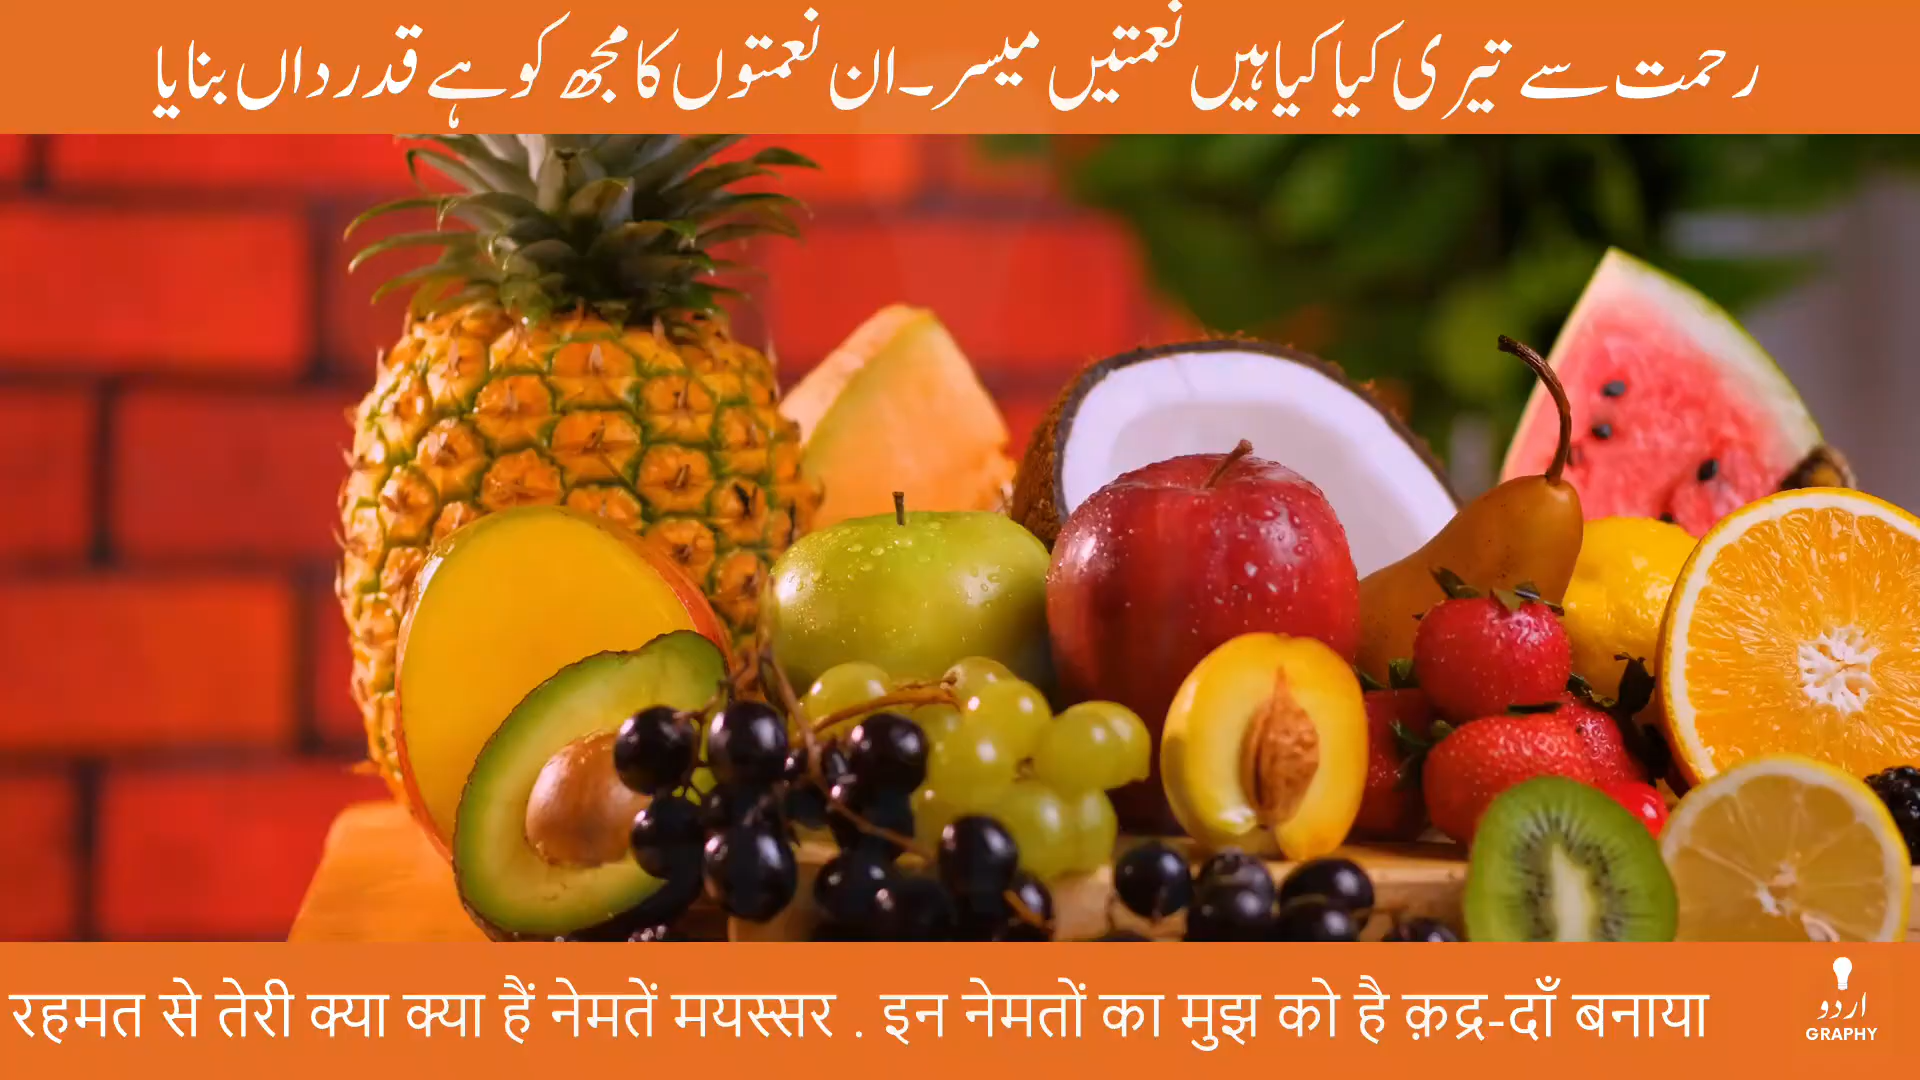 رحمت سے تیری کیا کیا ہیں نعمتیں میسر۔ان نعمتوں کا مجھ کو ہے قدرداں بنایا
रहमत से तेरी क्या क्या हैं नेमतें मयस्सर . इन नेमतों का मुझ को है क़द्र-दाँ बनाया
اردو
GRAPHY